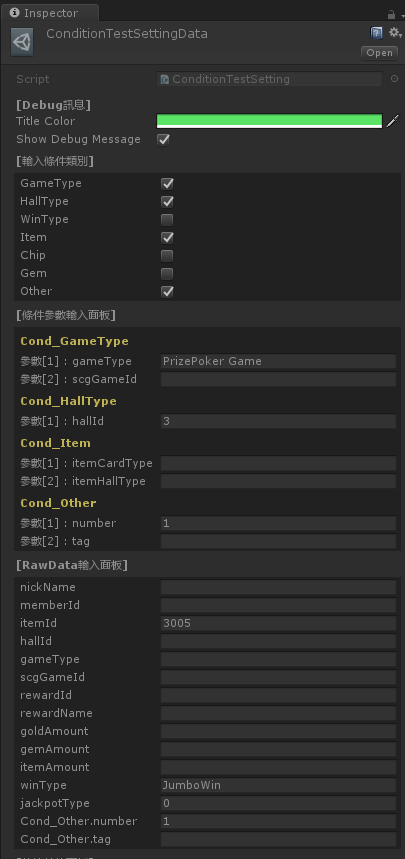 Inspector
ConditionTestSettingData
Open
Script ConditionTestSetting
[Debug訊息]
Title Color
Show Debug Message
[輸入條件類別]
GameType
HallType
WinType
Item
Chip
Gem
Other
[條件參數輸入面板]
Cond_GameType
參數[1] : gameType PrizePoker Game
參數[2] : scgGameId
Cond_HallType
參數[1] : hallId 3
Cond_Item
參數[1] : itemCardType
參數[2] : itemHallType
Cond_Other
參數[1] : number 1
參數[2] : tag
[RawData輸入面板]
nickName
memberId
itemId 3005
hallId
gameType
scgGameId
rewardId
rewardName
goldAmount
gemAmount
itemAmount
winType JumboWin
jackpotType 0
Cond_Other.number 1
Cond_Other.tag